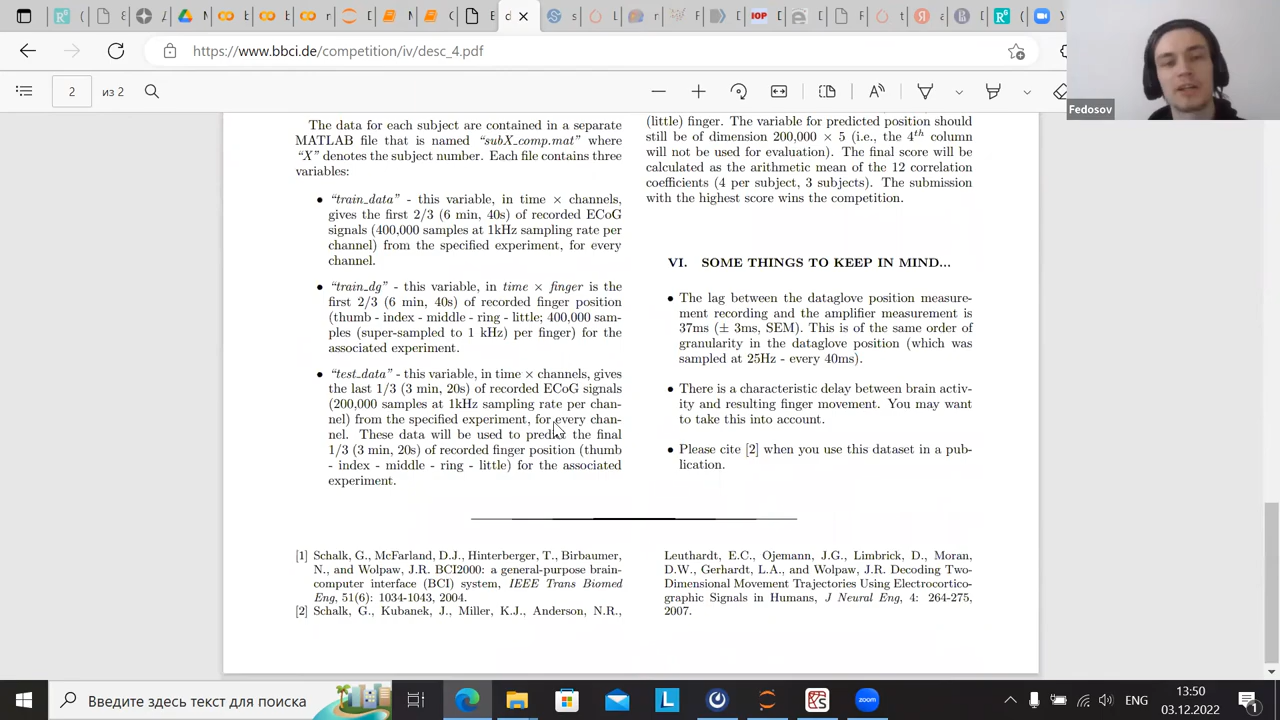 https://www.bbci.de/competition/iv/desc_4.pdf
2
из 2
Fedosov
The data for each subject are contained in a separate
MATLAB file that is named “subX_comp.mat” where
“X” denotes the subject number. Each file contains three
variables:
• “train_data” - this variable, in time × channels,
gives the first 2/3 (6 min, 40s) of recorded ECoG
signals (400,000 samples at 1kHz sampling rate per
channel) from the specified experiment, for every
channel.
• “train_dg” - this variable, in time × finger is the
first 2/3 (6 min, 40s) of recorded finger position
(thumb - index - middle - ring - little; 400,000 sam-
ples (super-sampled to 1 kHz) per finger) for the
associated experiment.
• “test_data” - this variable, in time × channels, gives
the last 1/3 (3 min, 20s) of recorded ECoG signals
(200,000 samples at 1kHz sampling rate per chan-
nel) from the specified experiment, for every chan-
nel. These data will be used to predict the final
1/3 (3 min, 20s) of recorded finger position (thumb
- index - middle - ring - little) for the associated
experiment.
(little) finger. The variable for predicted position should
still be of dimension 200,000 × 5 (i.e., the 4th column
will not be used for evaluation). The final score will be
calculated as the arithmetic mean of the 12 correlation
coefficients (4 per subject, 3 subjects). The submission
with the highest score wins the competition.
VI. SOME THINGS TO KEEP IN MIND...
• The lag between the dataglove position measure-
ment recording and the amplifier measurement is
37ms (± 3ms, SEM). This is of the same order of
granularity in the dataglove position (which was
sampled at 25Hz - every 40ms).
• There is a characteristic delay between brain activ-
ity and resulting finger movement. You may want
to take this into account.
• Please cite [2] when you use this dataset in a pub-
lication.
[1] Schalk, G., McFarland, D.J., Hinterberger, T., Birbaumer,
N., and Wolpaw, J.R. BCI2000: a general-purpose brain-
computer interface (BCI) system, IEEE Trans Biomed
Eng, 51(6): 1034-1043, 2004.
[2] Schalk, G., Kubanek, J., Miller, K.J., Anderson, N.R.,
Leuthardt, E.C., Ojemann, J.G., Limbrick, D., Moran,
D.W., Gerhardt, L.A., and Wolpaw, J.R. Decoding Two-
Dimensional Movement Trajectories Using Electrocortico-
graphic Signals in Humans, J Neural Eng, 4: 264-275,
2007.
Введите здесь текст для поиска
zoom
ENG
13:50
03.12.2022